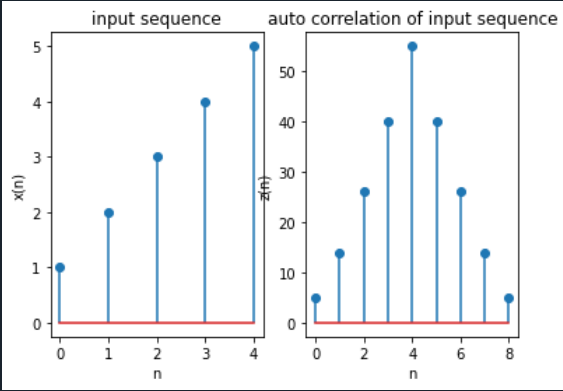 input sequence
5
4
3
2
1
0
x(n)
0 1 2 3 4
n
auto correlation of input sequence
50
40
30
20
10
0
z(n)
0 2 4 6 8
n